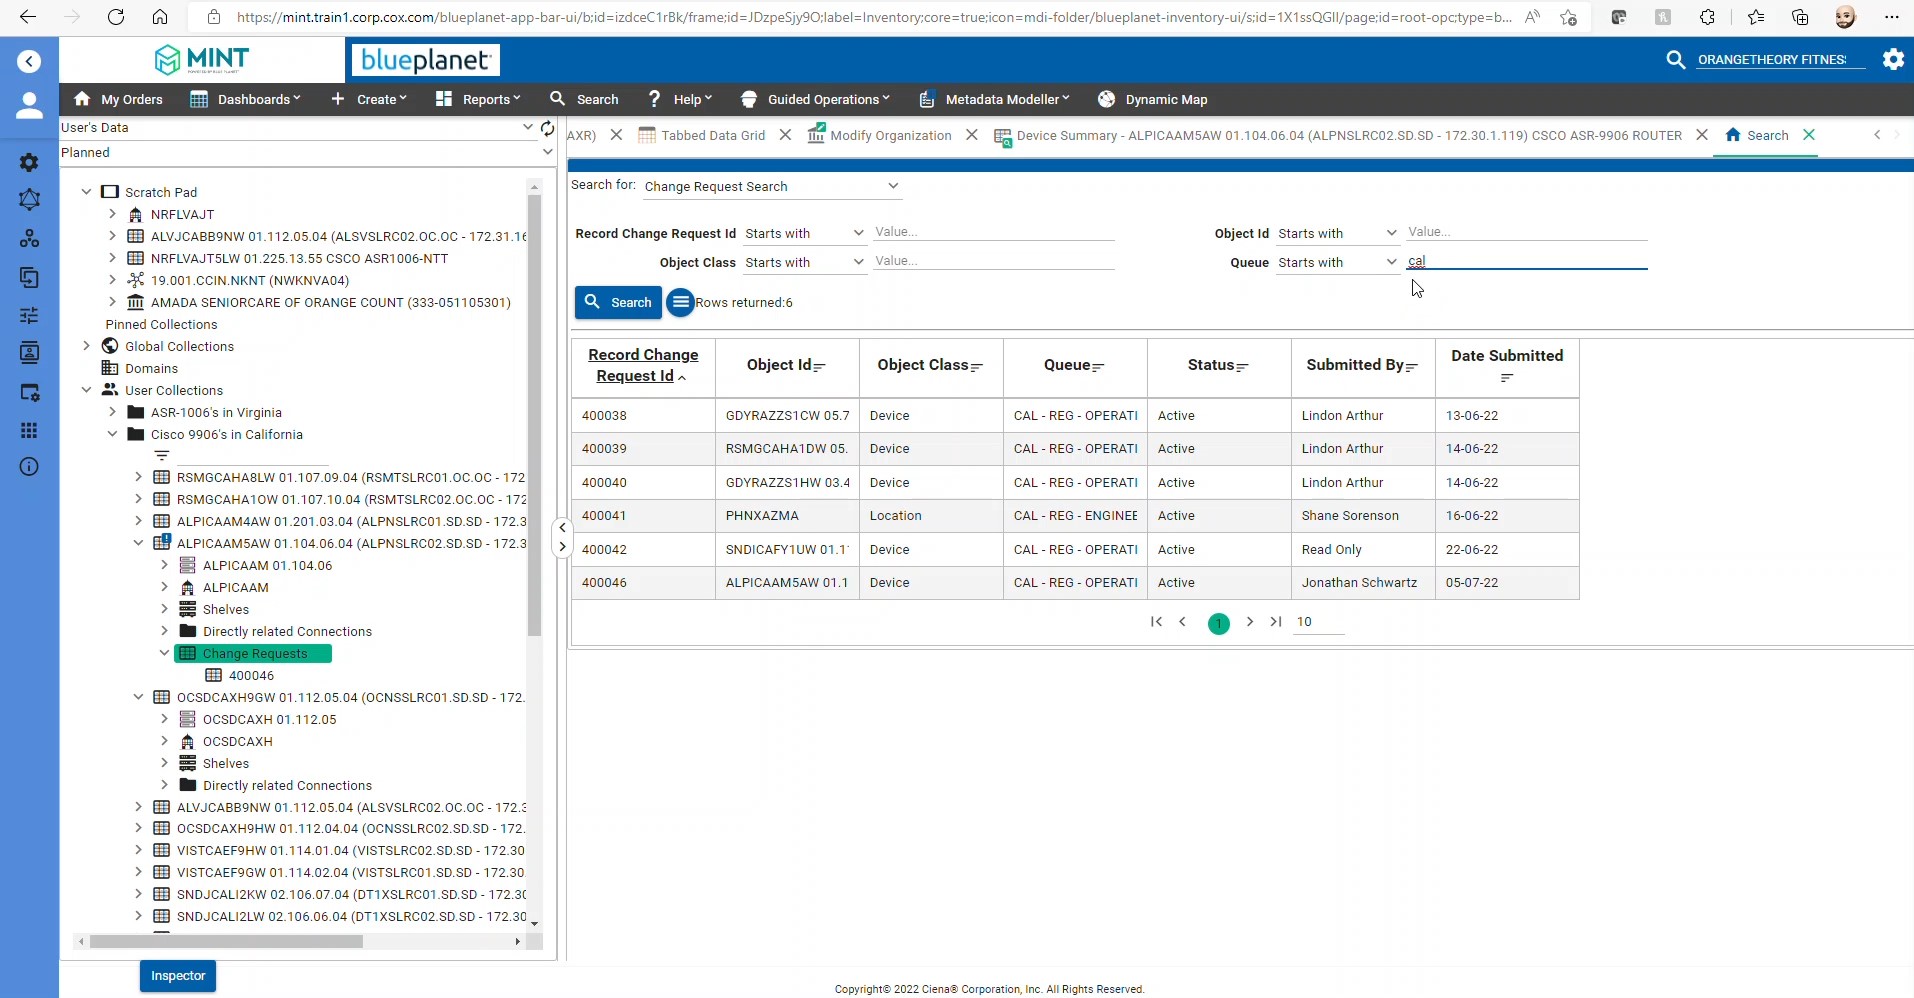 https://mint.train1.corp.cox.com/blueplanet-app-bar-ui/b;id=izdceC1rBk/frame;id=JDzpeSjy9O;label=Inventory;core=true;icon=mdi-folder/blueplanet-inventory-ui/s;id=1X1ssQGlI/page;id=root-opc;type=b...
MINT
blueplanet
ORANGETHEORY FITNES
My Orders Dashboards Create Reports Search Help Guided Operations Metadata Modeller Dynamic Map
User's Data
Planned
AXR) Tabbed Data Grid Modify Organization Device Summary - ALPICAAM5AW 01.104.06.04 (ALPNSLRC02.SD.SD - 172.30.1.119) CSCO ASR-9906 ROUTER Search
Scratch Pad
NRFLVAJT
ALVJCABB9NW 01.112.05.04 (ALSVSLRC02.OC.OC - 172.31.16
NRFLVAJT5LW 01.225.13.55 CSCO ASR1006-NTT
19.001.CCIN.NKNT (NWKNVA04)
AMADA SENIORCARE OF ORANGE COUNT (333-051105301)
Pinned Collections
Global Collections
Domains
User Collections
ASR-1006's in Virginia
Cisco 9906's in California
RSMGCAHA8LW 01.107.09.04 (RSMTSLRC01.OC.OC - 172
RSMGCAHA1OW 01.107.10.04 (RSMTSLRC02.OC.OC - 172
ALPICAAM4AW 01.201.03.04 (ALPNSLRC01.SD.SD - 172.3
ALPICAAM5AW 01.104.06.04 (ALPNSLRC02.SD.SD - 172.3
ALPICAAM 01.104.06
ALPICAAM
Shelves
Directly related Connections
Change Requests
400046
OCSDCAXH9GW 01.112.05.04 (OCNSSLRC01.SD.SD - 172.
OCSDCAXH 01.112.05
OCSDCAXH
Shelves
Directly related Connections
ALVJCABB9NW 01.112.05.04 (ALSVSLRC02.OC.OC - 172.3
OCSDCAXH9HW 01.112.04.04 (OCNSSLRC02.SD.SD - 172.
VISTCAEF9HW 01.114.01.04 (VISTSLRC02.SD.SD - 172.30
VISTCAEF9GW 01.114.02.04 (VISTSLRC01.SD.SD - 172.30
SNDJCALI2KW 02.106.07.04 (DT1XSLRC01.SD.SD - 172.30
SNDJCALI2LW 02.106.06.04 (DT1XSLRC02.SD.SD - 172.30
Inspector
Search for: Change Request Search
Record Change Request Id Starts with Value... Object Id Starts with Value...
Object Class Starts with Value... Queue Starts with cal
Search Rows returned:6
Record Change Request Id Object Id Object Class Queue Status Submitted By Date Submitted
400038 GDYRAZZS1CW 05.7 Device CAL - REG - OPERATI Active Lindon Arthur 13-06-22
400039 RSMGCAHA1DW 05. Device CAL - REG - OPERATI Active Lindon Arthur 14-06-22
400040 GDYRAZZS1HW 03.4 Device CAL - REG - OPERATI Active Lindon Arthur 14-06-22
400041 PHNXAZMA Location CAL - REG - ENGINEE Active Shane Sorenson 16-06-22
400042 SNDICAFY1UW 01.1 Device CAL - REG - OPERATI Active Read Only 22-06-22
400046 ALPICAAM5AW 01.1 Device CAL - REG - OPERATI Active Jonathan Schwartz 05-07-22
1 10
Copyright© 2022 Ciena® Corporation, Inc. All Rights Reserved.